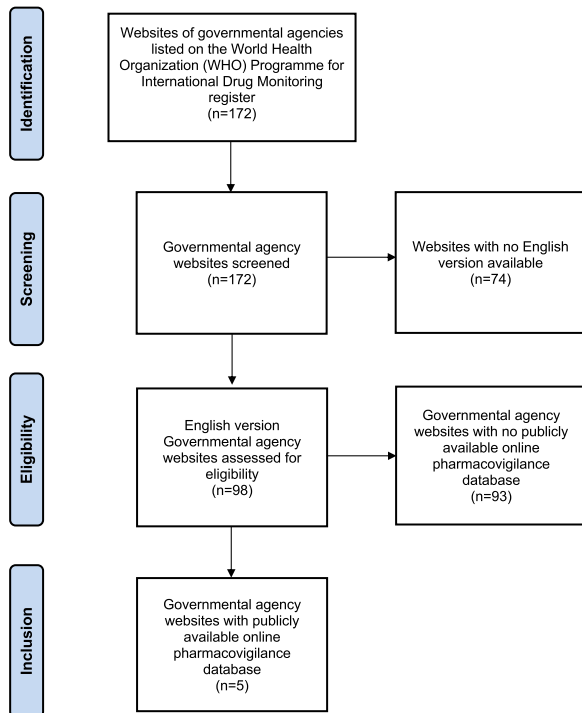 Identification
Websites of governmental agencies
listed on the World Health
Organization (WHO) Programme for
International Drug Monitoring
register
(n=172)
Screening
Governmental agency
websites screened
(n=172)
Websites with no English
version available
(n=74)
Eligibility
English version
Governmental agency
websites assessed for
eligibility
(n=98)
Governmental agency
websites with no publicly
available online
pharmacovigilance
database
(n=93)
Inclusion
Governmental agency
websites with publicly
available online
pharmacovigilance
database
(n=5)